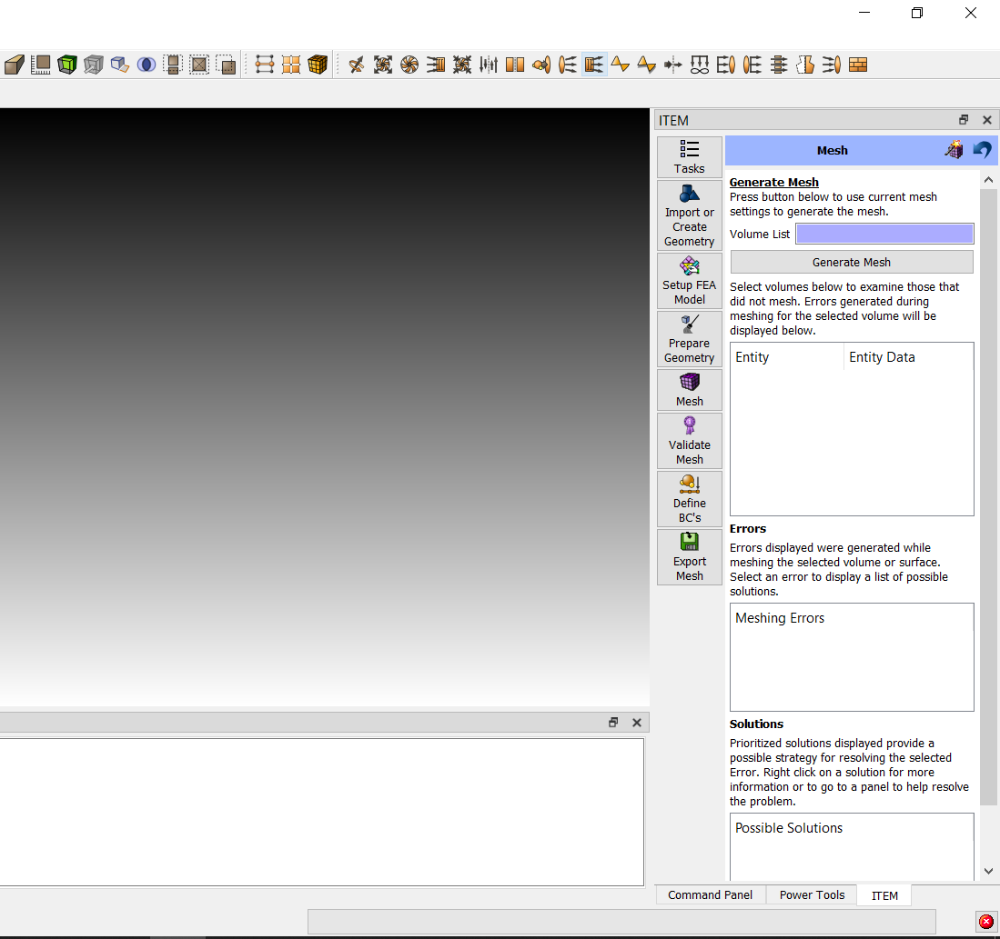 ITEM
Tasks
Import or
Create
Geometry
Setup FEA
Model
Prepare
Geometry
Mesh
Validate
Mesh
Define
BC's
Export
Mesh
Mesh
Generate Mesh
Press button below to use current mesh
settings to generate the mesh.
Volume List
Generate Mesh
Select volumes below to examine those that
did not mesh. Errors generated during
meshing for the selected volume will be
displayed below.
Entity Entity Data
Errors
Errors displayed were generated while
meshing the selected volume or surface.
Select an error to display a list of possible
solutions.
Meshing Errors
Solutions
Prioritized solutions displayed provide a
possible strategy for resolving the selected
Error. Right click on a solution for more
information or to go to a panel to help resolve
the problem.
Possible Solutions
Command Panel Power Tools ITEM